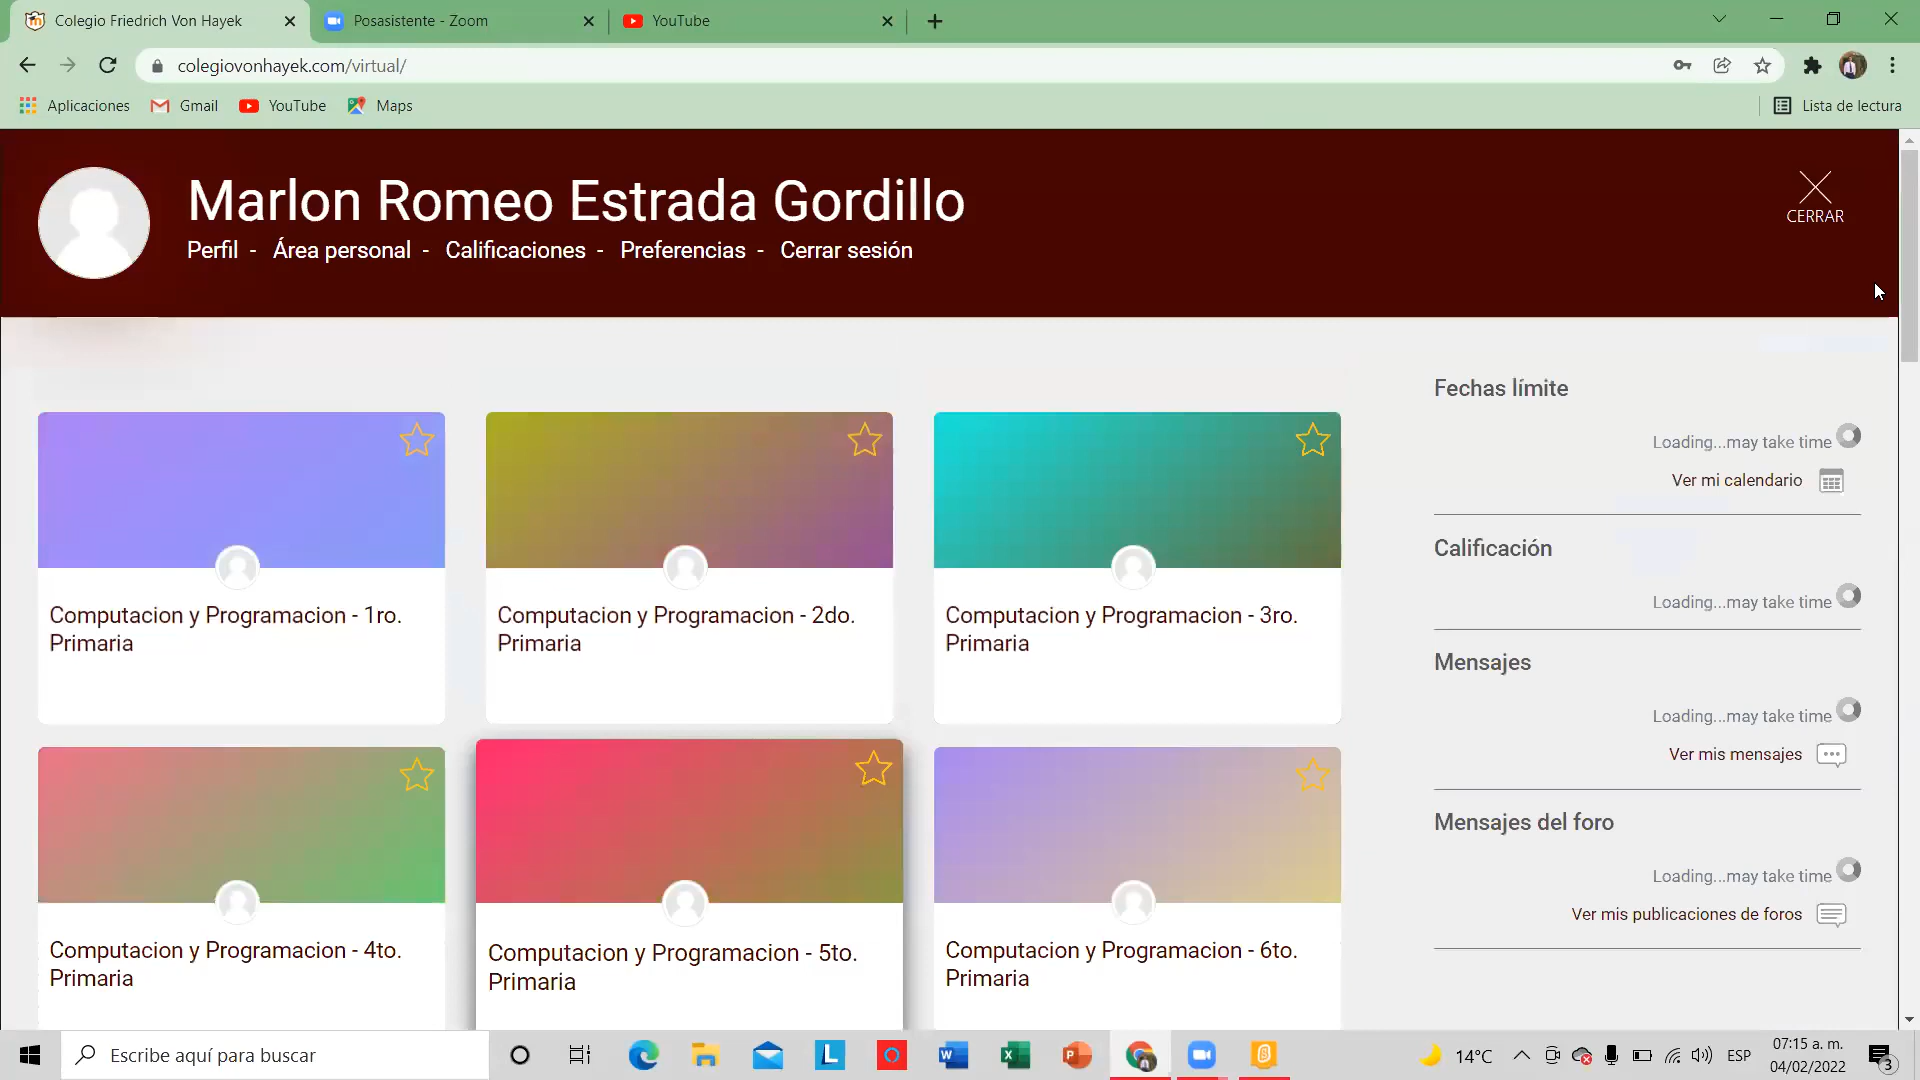 Colegio Friedrich Von Hayek
Posasistente - Zoom
YouTube
colegiovonhayek.com/virtual/
Aplicaciones
Gmail
YouTube
Maps
Lista de lectura
Marlon Romeo Estrada Gordillo
CERRAR
Perfil - Área personal - Calificaciones - Preferencias - Cerrar sesión
Computacion y Programacion - 1ro.
Primaria
Computacion y Programacion - 2do.
Primaria
Computacion y Programacion - 3ro.
Primaria
Computacion y Programacion - 4to.
Primaria
Computacion y Programacion - 5to.
Primaria
Computacion y Programacion - 6to.
Primaria
Fechas límite
Loading...may take time
Ver mi calendario
Calificación
Loading...may take time
Mensajes
Loading...may take time
Ver mis mensajes
Mensajes del foro
Loading...may take time
Ver mis publicaciones de foros
Escribe aquí para buscar
14°C
ESP
07:15 a. m.
04/02/2022
3